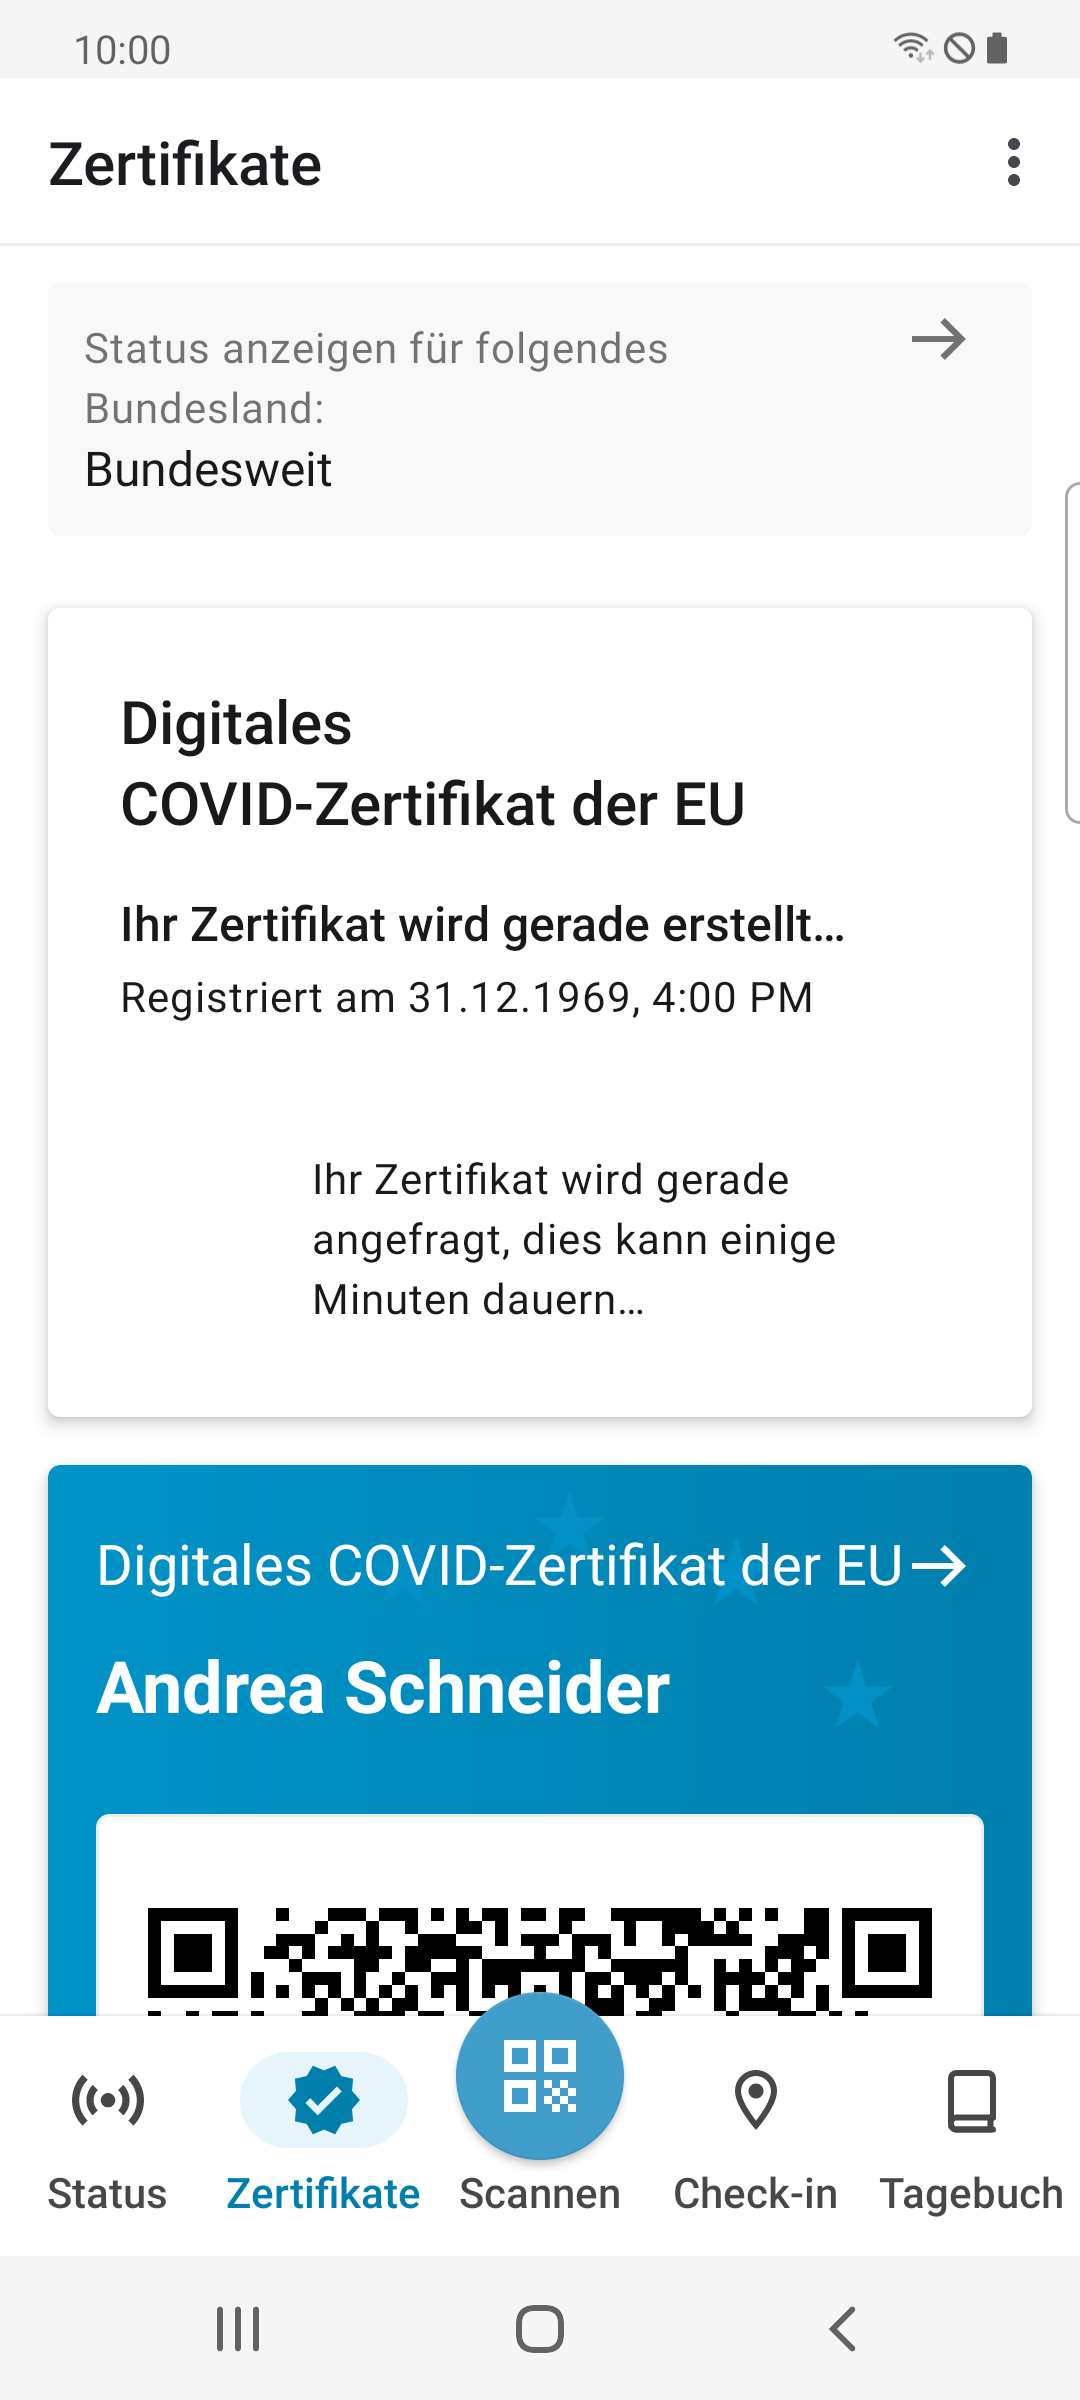 10:00
Zertifikate
Status anzeigen für folgendes
Bundesland:
Bundesweit
Digitales
COVID-Zertifikat der EU
Ihr Zertifikat wird gerade erstellt…
Registriert am 31.12.1969, 4:00 PM
Ihr Zertifikat wird gerade
angefragt, dies kann einige
Minuten dauern…
Digitales COVID-Zertifikat der EU
Andrea Schneider
Status
Zertifikate
Scannen
Check-in
Tagebuch